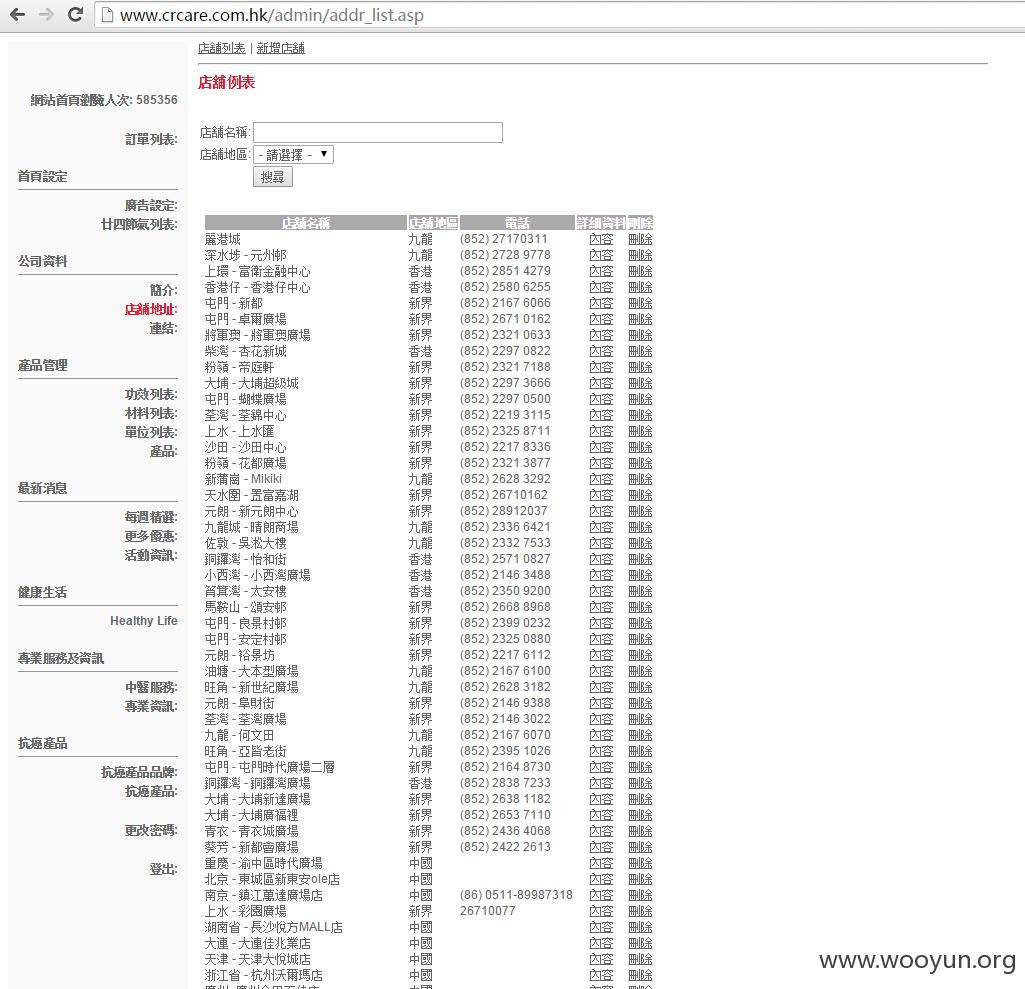 www.crcare.com.hk/admin/addr_list.asp
店舖列表 | 新增店舖
店舖例表
網站首頁瀏覽人次: 585356
訂單列表:
首頁設定
廣告設定:
廿四節氣列表:
公司資料
簡介:
店舖地址:
連結:
產品管理
功效列表:
材料列表:
單位列表:
產品:
最新消息
每週精選:
更多優惠:
活動資訊:
健康生活
Healthy Life
專業服務及資訊
中醫服務:
專業資訊:
抗癌產品
抗癌產品品牌:
抗癌產品:
更改密碼:
登出:
店舖名稱:
店舖地區: - 請選擇 -
搜尋
店舖名稱 店舖地區 電話 詳細資料 刪除
麗港城 九龍 (852) 27170311 內容 刪除
深水埗 - 元州邨 九龍 (852) 2728 9778 內容 刪除
上環 - 富衛金融中心 香港 (852) 2851 4279 內容 刪除
香港仔 - 香港仔中心 香港 (852) 2580 6255 內容 刪除
屯門 - 新都 新界 (852) 2167 6066 內容 刪除
屯門 - 卓爾廣場 新界 (852) 2671 0162 內容 刪除
將軍澳 - 將軍澳廣場 新界 (852) 2321 0633 內容 刪除
柴灣 - 杏花新城 香港 (852) 2297 0822 內容 刪除
粉嶺 - 帝庭軒 新界 (852) 2321 7188 內容 刪除
大埔 - 大埔超級城 新界 (852) 2297 3666 內容 刪除
屯門 - 蝴蝶廣場 新界 (852) 2297 0500 內容 刪除
荃灣 - 荃錦中心 新界 (852) 2219 3115 內容 刪除
上水 - 上水匯 新界 (852) 2325 8711 內容 刪除
沙田 - 沙田中心 新界 (852) 2217 8336 內容 刪除
粉嶺 - 花都廣場 新界 (852) 2321 3877 內容 刪除
新蒲崗 - Mikiki 九龍 (852) 2628 3292 內容 刪除
天水圍 - 置富嘉湖 新界 (852) 26710162 內容 刪除
元朗 - 新元朗中心 新界 (852) 28912037 內容 刪除
九龍城 - 晴朗商場 九龍 (852) 2336 6421 內容 刪除
佐敦 - 吳淞大樓 九龍 (852) 2332 7533 內容 刪除
銅鑼灣 - 怡和街 香港 (852) 2571 0827 內容 刪除
小西灣 - 小西灣廣場 香港 (852) 2146 3488 內容 刪除
筲箕灣 - 太安樓 香港 (852) 2350 9200 內容 刪除
馬鞍山 - 頌安邨 新界 (852) 2668 8968 內容 刪除
屯門 - 良景村邨 新界 (852) 2399 0232 內容 刪除
屯門 - 安定村邨 新界 (852) 2325 0880 內容 刪除
元朗 - 裕景坊 新界 (852) 2217 6112 內容 刪除
油塘 - 大本型廣場 九龍 (852) 2167 6100 內容 刪除
旺角 - 新世紀廣場 九龍 (852) 2628 3182 內容 刪除
元朗 - 阜財街 新界 (852) 2146 9388 內容 刪除
荃灣 - 荃灣廣場 新界 (852) 2146 3022 內容 刪除
九龍 - 何文田 九龍 (852) 2167 6070 內容 刪除
旺角 - 亞皆老街 九龍 (852) 2395 1026 內容 刪除
屯門 - 屯門時代廣場二層 新界 (852) 2164 8730 內容 刪除
銅鑼灣 - 銅鑼灣廣場 香港 (852) 2838 7233 內容 刪除
大埔 - 大埔新達廣場 新界 (852) 2638 1182 內容 刪除
大埔 - 大埔廣福裡 新界 (852) 2653 7110 內容 刪除
青衣 - 青衣城廣場 新界 (852) 2436 4068 內容 刪除
葵芳 - 新都會廣場 新界 (852) 2422 2613 內容 刪除
重慶 - 渝中區時代廣場 中國 內容 刪除
北京 - 東城區新東安ole店 中國 內容 刪除
南京 - 鎮江萬達廣場店 中國 (86) 0511-89987318 內容 刪除
上水 - 彩園廣場 新界 26710077 內容 刪除
湖南省 - 長沙悅方MALL店 中國 內容 刪除
大連 - 大連佳兆業店 中國 內容 刪除
天津 - 天津大悅城店 中國 內容 刪除
浙江省 - 杭州沃爾瑪店 中國 內容 刪除
www.wooyun.org